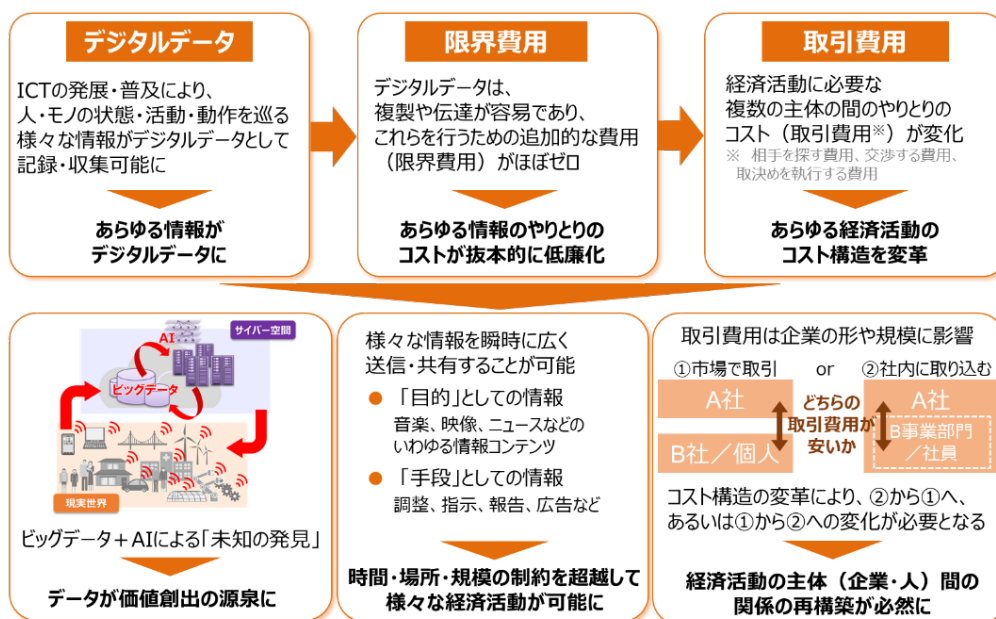 デジタルデータ
ICTの発展・普及により、
人・モノの状態・活動・動作を巡る
様々な情報がデジタルデータとして
記録・収集可能に
あらゆる情報が
デジタルデータに
限界費用
デジタルデータは、
複製や伝達が容易であり、
これらを行うための追加的な費用
（限界費用）がほぼゼロ
あらゆる情報のやりとりの
コストが抜本的に低廉化
取引費用
経済活動に必要な
複数の主体の間のやりとりの
コスト（取引費用※）が変化
※ 相手を探す費用、交渉する費用、
取決めを執行する費用
あらゆる経済活動の
コスト構造を変革
サイバー空間
AI
ビッグデータ
現実世界
ビッグデータ＋AIによる「未知の発見」
データが価値創出の源泉に
様々な情報を瞬時に広く
送信・共有することが可能
● 「目的」としての情報
音楽、映像、ニュースなどの
いわゆる情報コンテンツ
● 「手段」としての情報
調整、指示、報告、広告など
時間・場所・規模の制約を超越して
様々な経済活動が可能に
取引費用は企業の形や規模に影響
①市場で取引 or ②社内に取り込む
A社
B社／個人
どちらの
取引費用が
安いか
A社
B事業部門
／社員
コスト構造の変革により、②から①へ、
あるいは①から②への変化が必要となる
経済活動の主体（企業・人）間の
関係の再構築が必然に